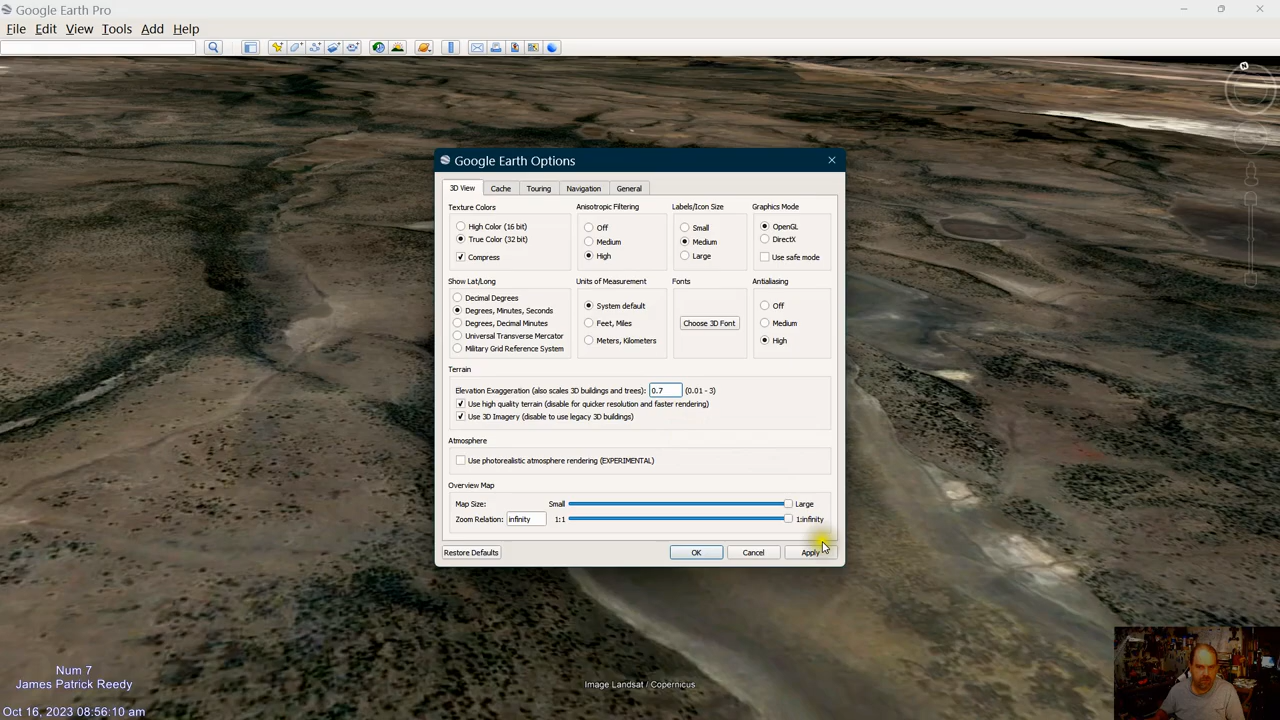 Google Earth Pro
File Edit View Tools Add Help
Google Earth Options
3D View Cache Touring Navigation General
Texture Colors Anisotropic Filtering Labels/Icon Size Graphics Mode
High Color (16 bit) Off Small OpenGL
True Color (32 bit) Medium Medium DirectX
Compress High Large Use safe mode
Show Lat/Long Units of Measurement Fonts Antialiasing
Decimal Degrees System default Off
Degrees, Minutes, Seconds
Degrees, Decimal Minutes Feet, Miles Choose 3D Font Medium
Universal Transverse Mercator Meters, Kilometers High
Military Grid Reference System
Terrain
Elevation Exaggeration (also scales 3D buildings and trees): 0.7 (0.01 - 3)
Use high quality terrain (disable for quicker resolution and faster rendering)
Use 3D Imagery (disable to use legacy 3D buildings)
Atmosphere
Use photorealistic atmosphere rendering (EXPERIMENTAL)
Overview Map
Map Size: Small Large
Zoom Relation: infinity 1:1 1:infinity
Restore Defaults OK Cancel Apply
Num 7
James Patrick Reedy
Image Landsat / Copernicus
Oct 16, 2023 08:56:10 am